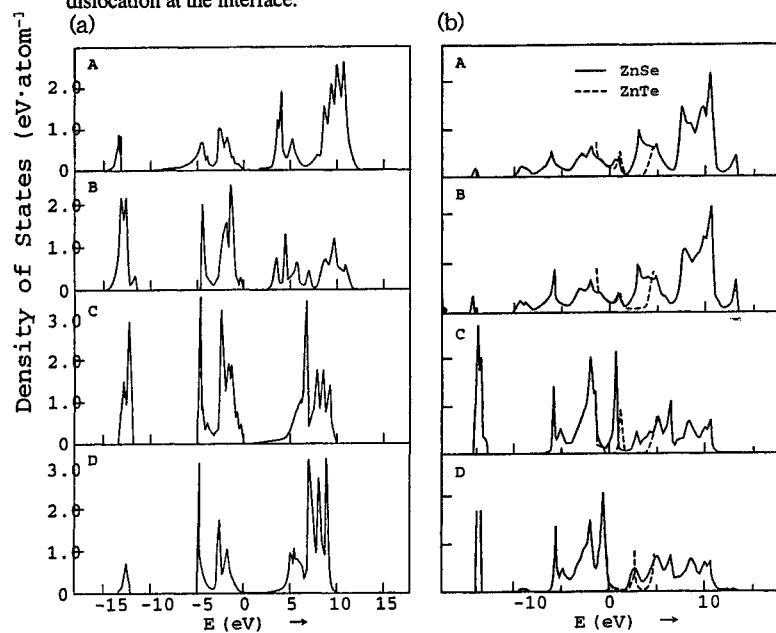 dislocation at the interface.
(a)
(b)
Density of States (eV·atom⁻¹
A
2.0
1.0
0
B
2.0
1.0
0
C
3.0
2.0
1.0
0
D
3.0
2.0
1.0
0
-15 -10 -5 0 5 10 15
E (eV) →
A
ZnSe
ZnTe
B
C
D
-10 0 10
E (eV) →